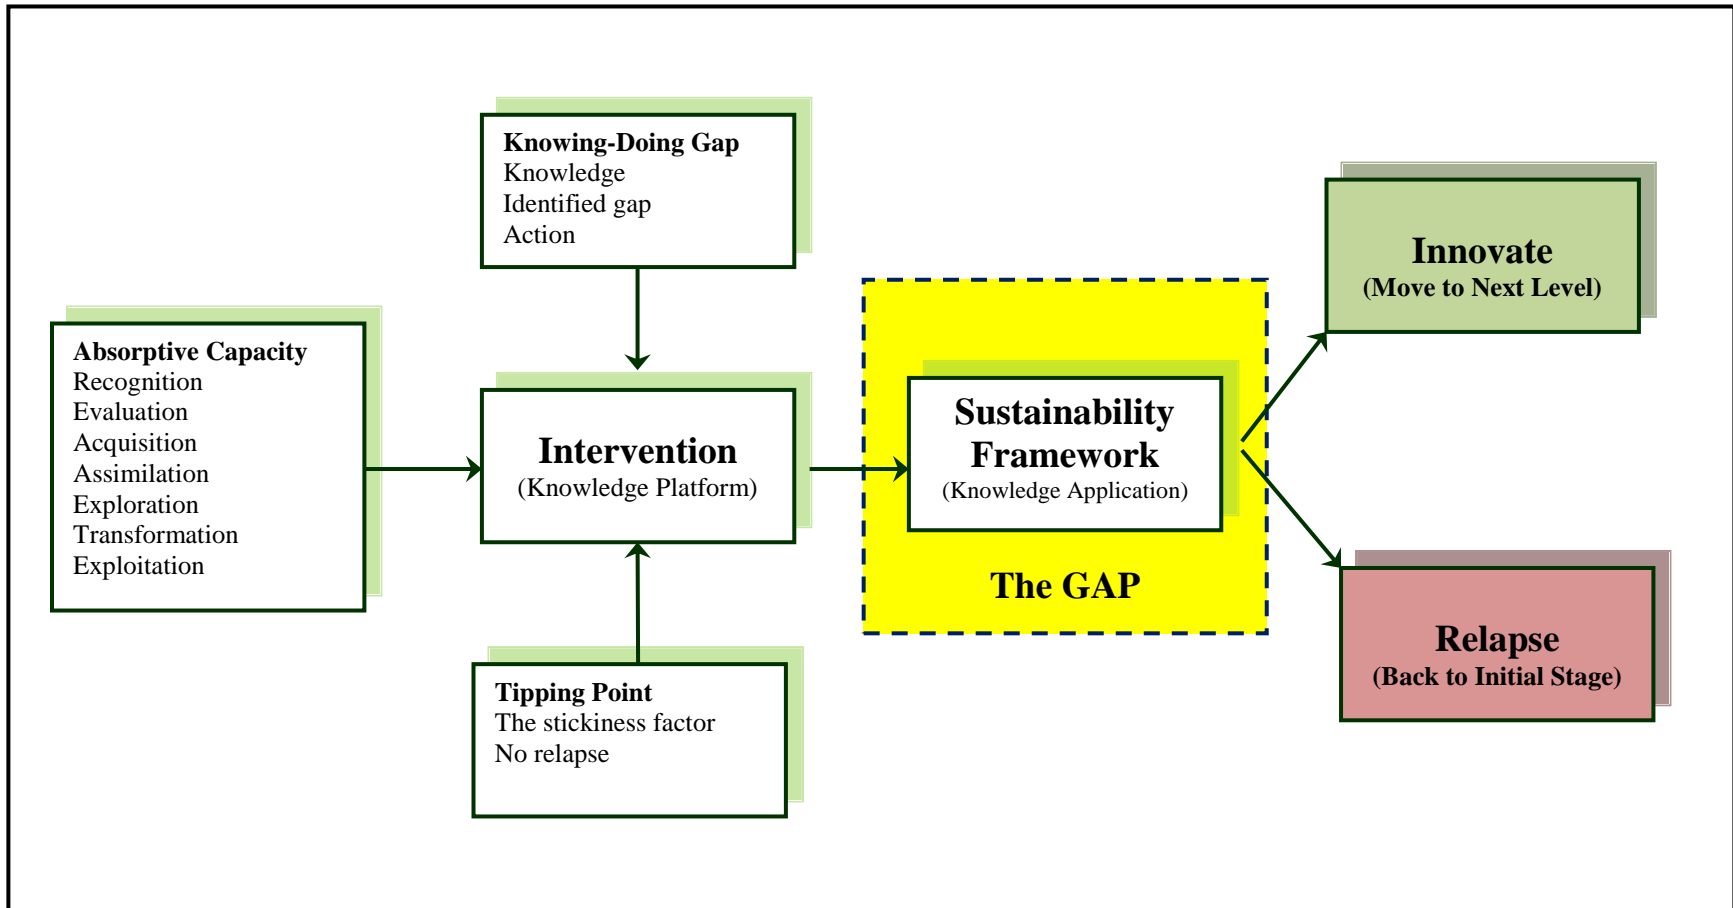 Knowing-Doing Gap
Knowledge
Identified gap
Action
Absorptive Capacity
Recognition
Evaluation
Acquisition
Assimilation
Exploration
Transformation
Exploitation
Intervention
(Knowledge Platform)
Tipping Point
The stickiness factor
No relapse
Sustainability
Framework
(Knowledge Application)
The GAP
Innovate
(Move to Next Level)
Relapse
(Back to Initial Stage)